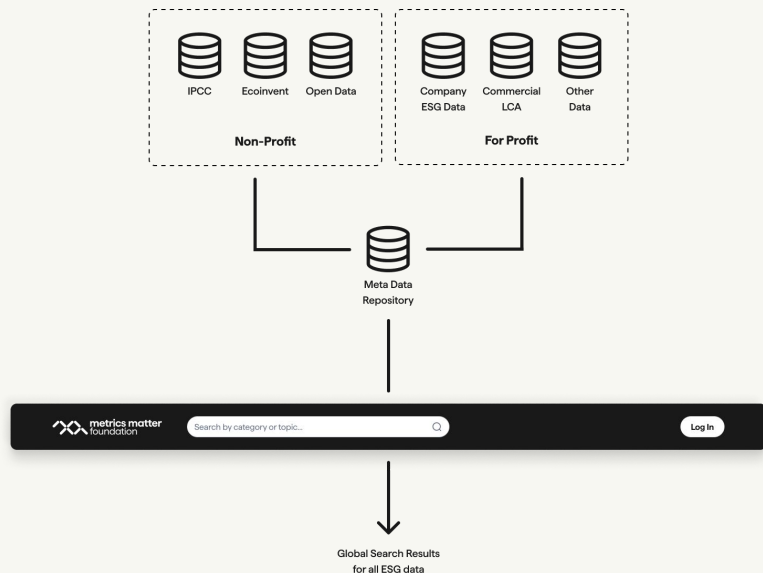 IPCC
Ecoinvent
Open Data
Non-Profit
Company
ESG Data
Commercial
LCA
Other
Data
For Profit
Meta Data
Repository
metrics matter
foundation
Search by category or topic...
Log In
Global Search Results
for all ESG data